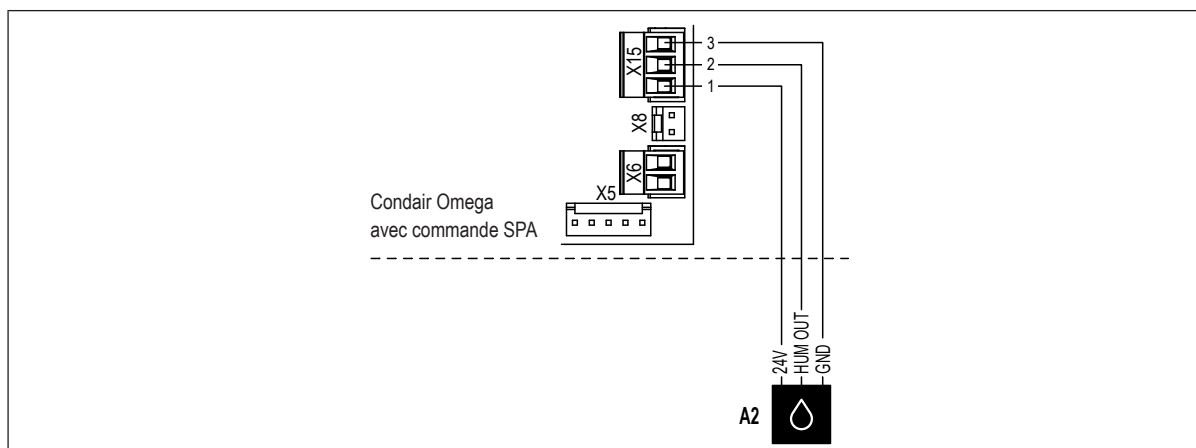 X15
3
2
1
X8
X6
X5
Condair Omega
avec commande SPA
24V
HUM OUT
GND
A2